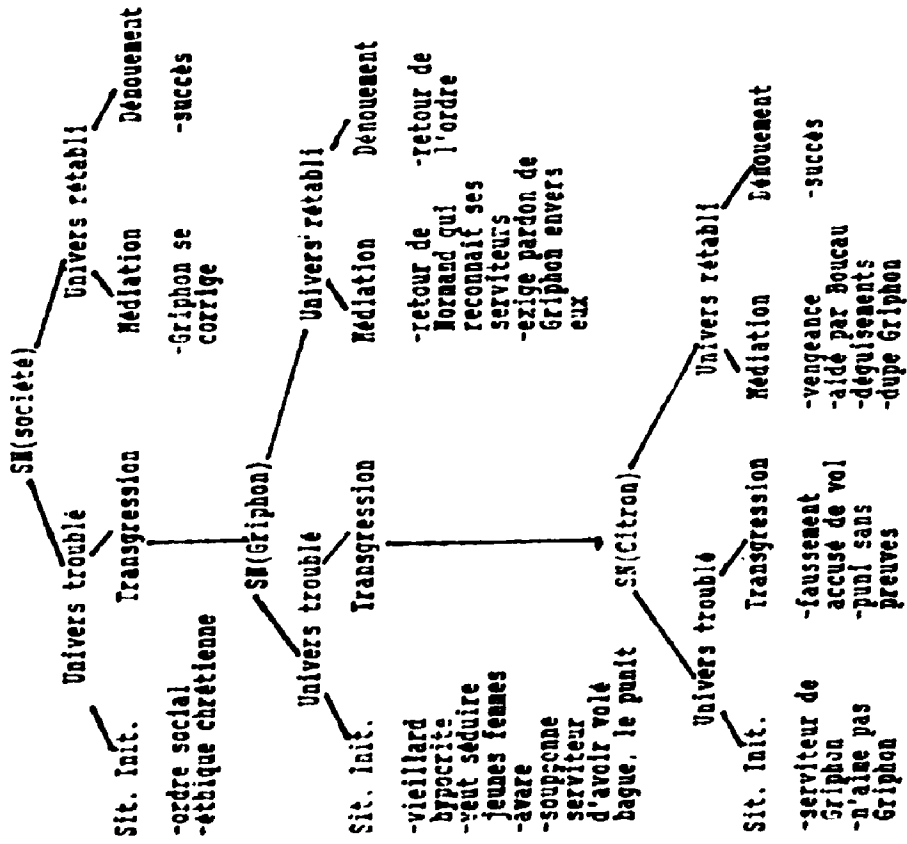 SN(société)
Univers troublé
Univers rétabli
Sit. Init.
Transgression
Médiation
Dénouement
-ordre social
-éthique chrétienne
-Griphon se
corrige
-succès
SN(Griphon)
Univers troublé
Univers rétabli
Sit. Init.
Transgression
Médiation
Dénouement
-vieillard
hypocrite
-veut séduire
jeunes femmes
-avare
-soupçonne
serviteur
d'avoir volé
bague, le punit
-retour de
Normand qui
reconnait ses
serviteurs
-exige pardon de
Griphon envers
eux
-retour de
l'ordre
SN(Citron)
Univers troublé
Univers rétabli
Sit. Init.
Transgression
Médiation
Dénouement
-serviteur de
Griphon
-n'aime pas
Griphon
-faussement
accusé de vol
-puni sans
preuves
-vengeance
-aidé par Boucau
-déguisements
-dupe Griphon
-succès